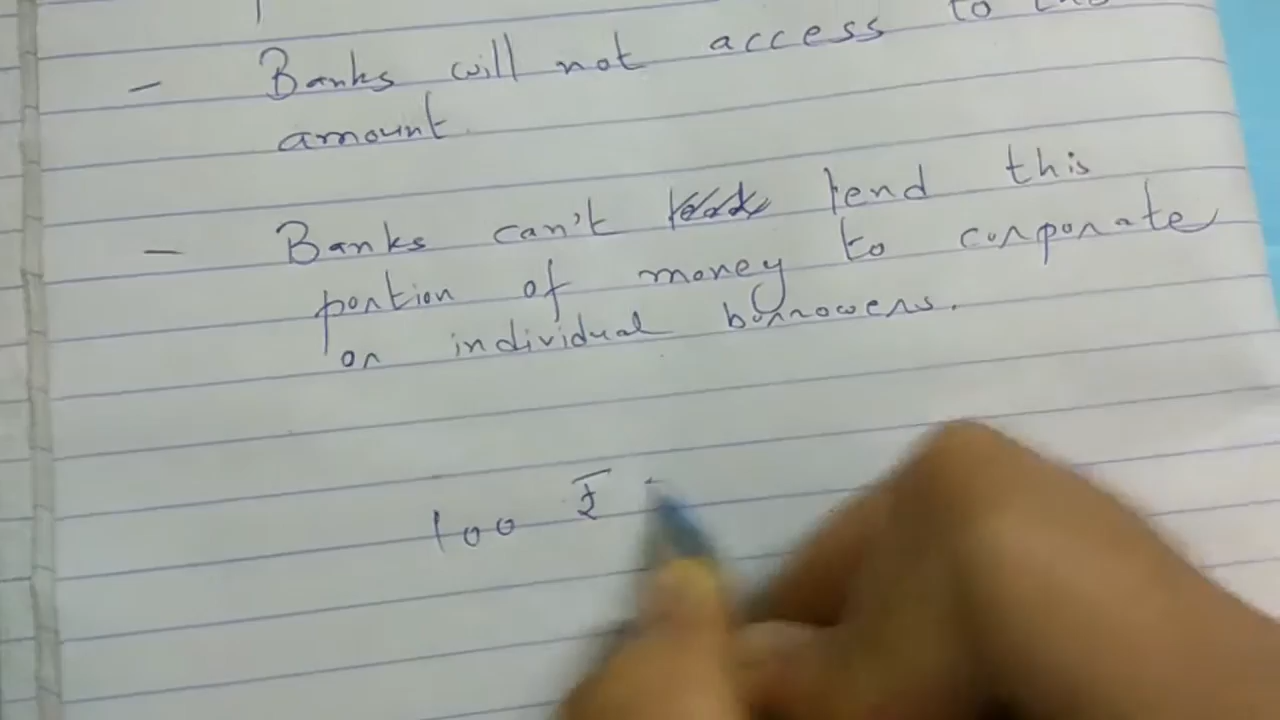 - Banks will not access to
amount.
- Banks can't lend this
portion of money to corporate
or individual borrowers.
100 ₹